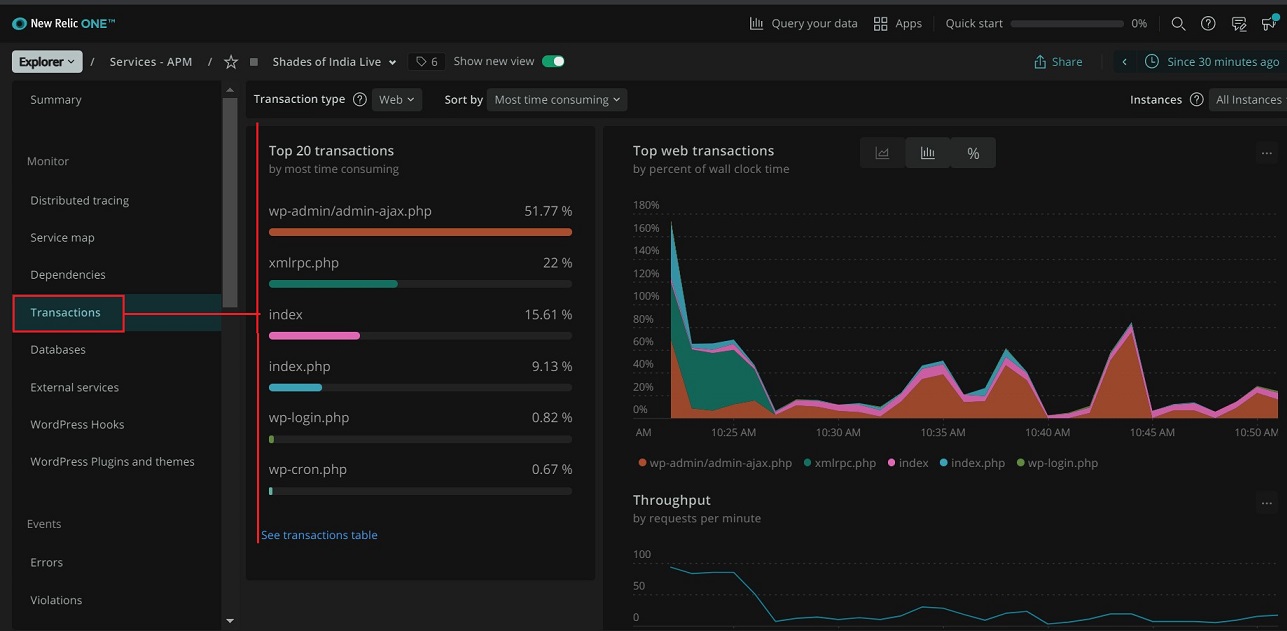 New Relic ONE™
Query your data
Apps
Quick start
0%
Explorer / Services - APM / Shades of India Live
6
Show new view
Share
Since 30 minutes ago
Summary
Monitor
Distributed tracing
Service map
Dependencies
Transactions
Databases
External services
WordPress Hooks
WordPress Plugins and themes
Events
Errors
Violations
Transaction type ? Web
Sort by Most time consuming
Instances ? All Instances
Top 20 transactions
by most time consuming
wp-admin/admin-ajax.php 51.77 %
xmlrpc.php 22 %
index 15.61 %
index.php 9.13 %
wp-login.php 0.82 %
wp-cron.php 0.67 %
See transactions table
Top web transactions
by percent of wall clock time
%
...
180%
160%
140%
120%
100%
80%
60%
40%
20%
0%
AM 10:25 AM 10:30 AM 10:35 AM 10:40 AM 10:45 AM 10:50 AM
wp-admin/admin-ajax.php xmlrpc.php index index.php wp-login.php
Throughput
by requests per minute
...
100
50
0